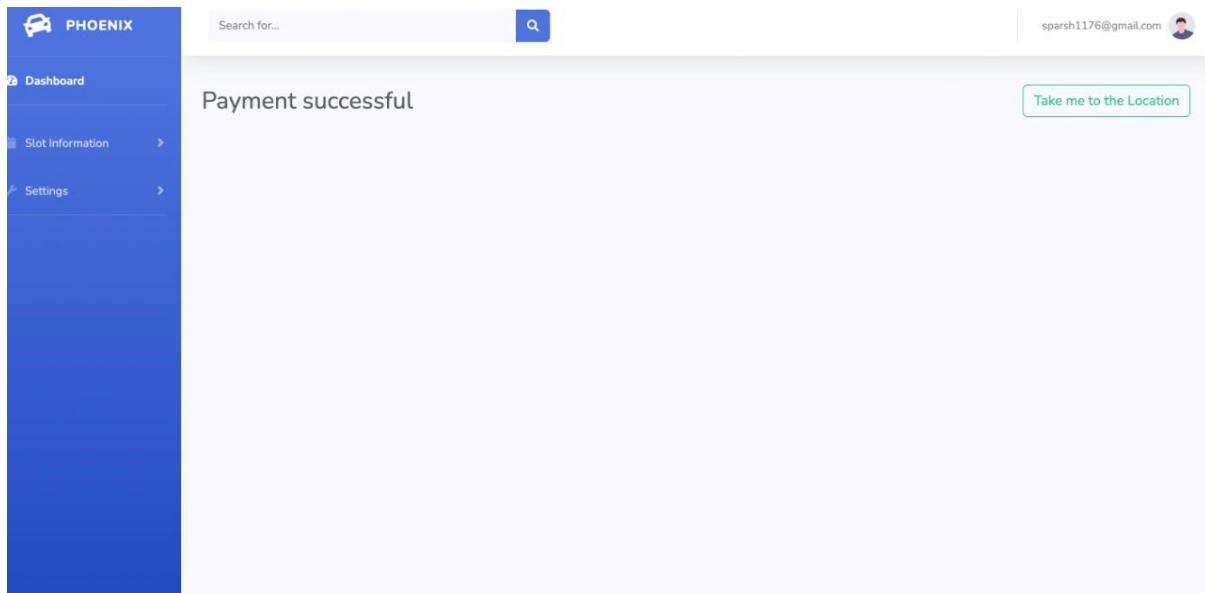 PHOENIX
Search for...
sparsh1176@gmail.com
Dashboard
Payment successful
Take me to the Location
Slot Information
Settings